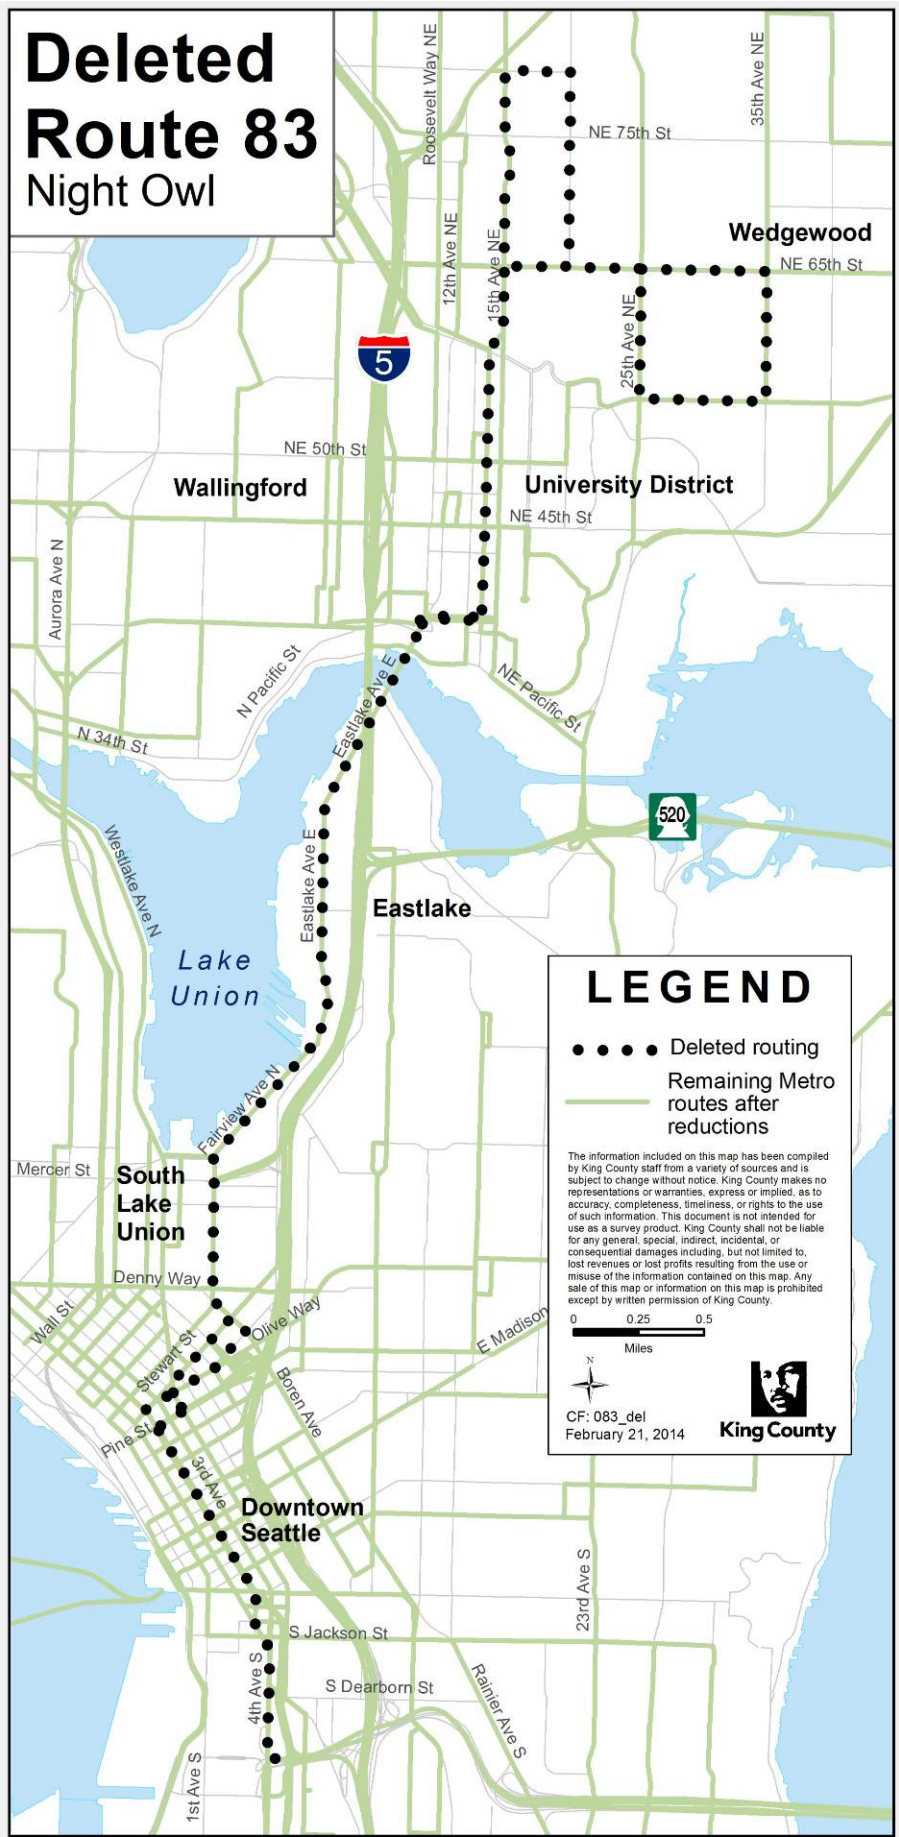 Deleted
Route 83
Night Owl
Roosevelt Way NE
35th Ave NE
NE 75th St
12th Ave NE
15th Ave NE
Wedgewood
NE 65th St
25th Ave NE
5
NE 50th St
Wallingford
University District
NE 45th St
Aurora Ave N
N Pacific St
Eastlake Ave E
NE Pacific St
N 34th St
520
Westlake Ave N
Eastlake Ave E
Eastlake
Lake
Union
Fairview Ave N
Mercer St
South
Lake
Union
Denny Way
Wall St
Olive Way
Stewart St
E Madison
Boren Ave
Pine St
3rd Ave
Downtown
Seattle
23rd Ave S
S Jackson St
4th Ave S
S Dearborn St
Rainier Ave S
1st Ave S
LEGEND
Deleted routing
Remaining Metro
routes after
reductions
The information included on this map has been compiled
by King County staff from a variety of sources and is
subject to change without notice. King County makes no
representations or warranties, express or implied, as to
accuracy, completeness, timeliness, or rights to the use
of such information. This document is not intended for
use as a survey product. King County shall not be liable
for any general, special, indirect, incidental, or
consequential damages including, but not limited to,
lost revenues or lost profits resulting from the use or
misuse of the information contained on this map. Any
sale of this map or information on this map is prohibited
except by written permission of King County.
0 0.25 0.5
Miles
N
CF: 083_del
February 21, 2014
King County